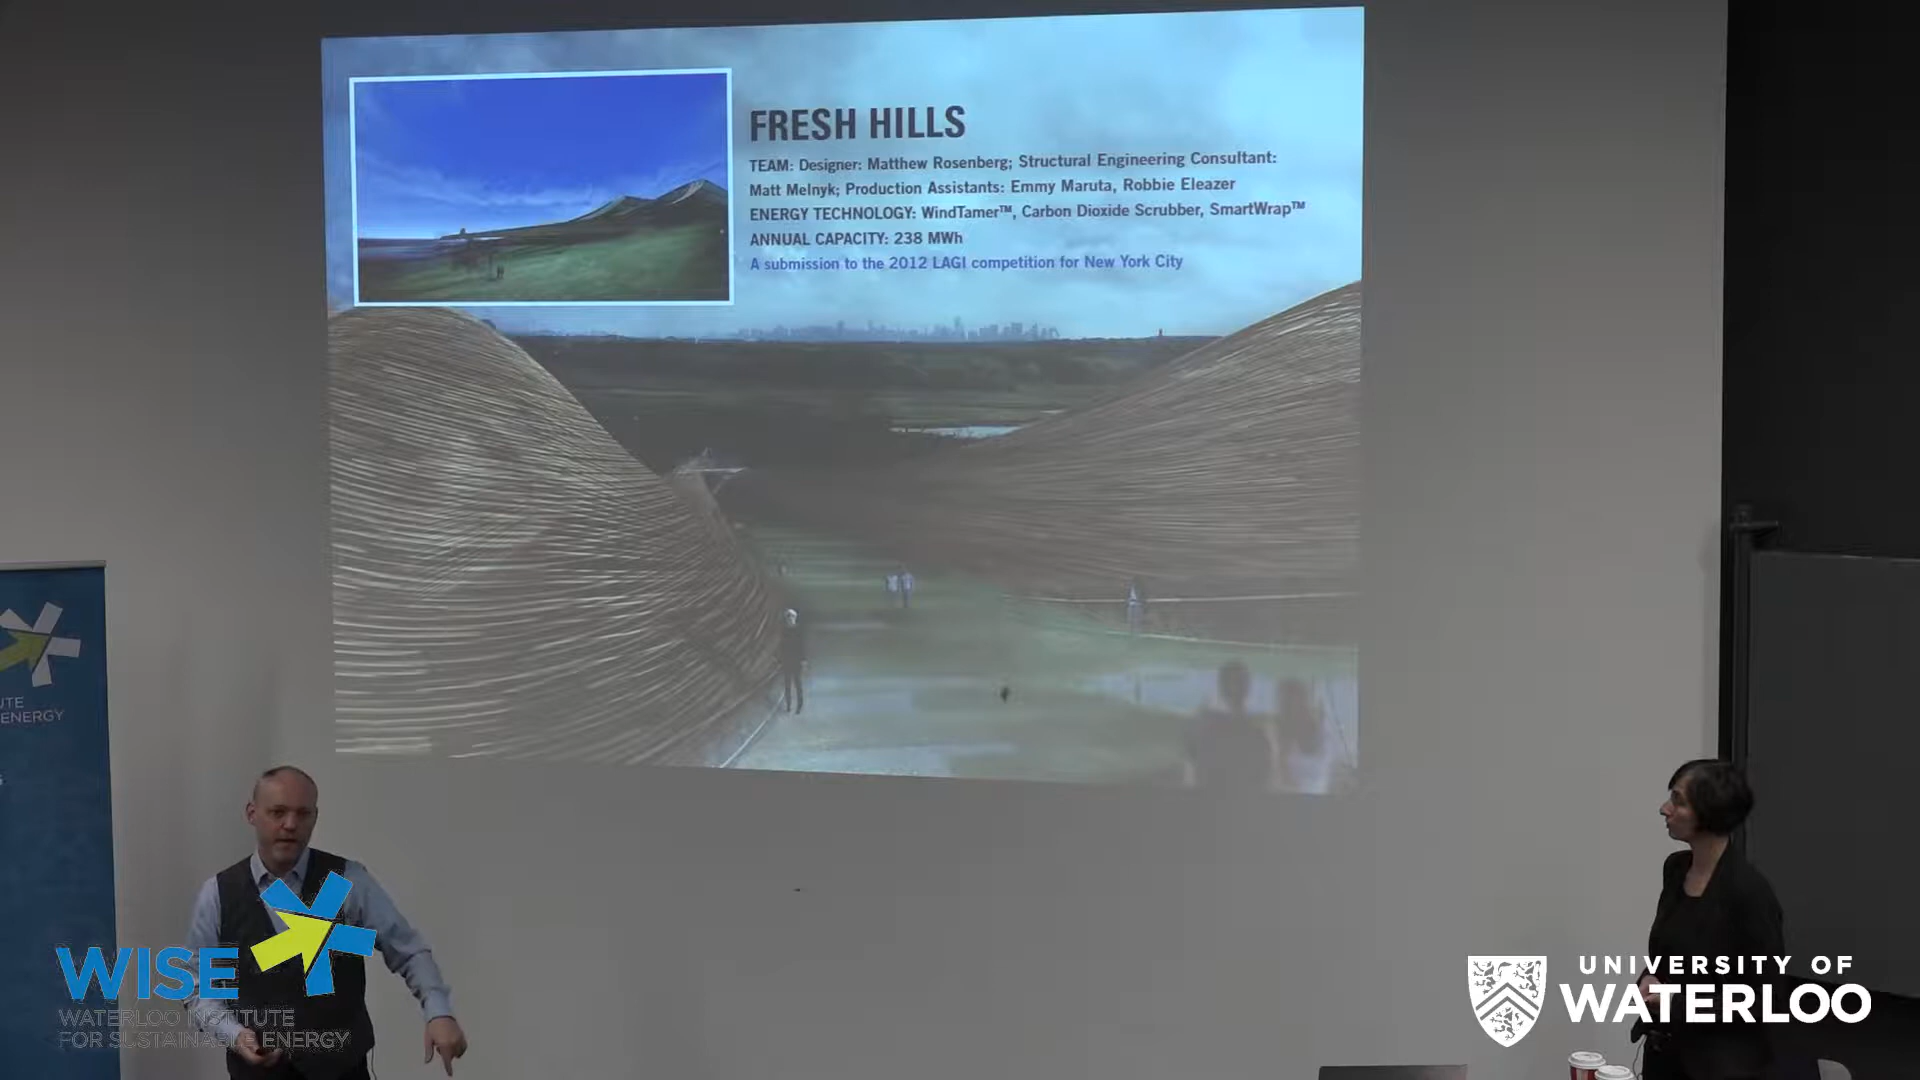 FRESH HILLS
TEAM: Designer: Matthew Rosenberg; Structural Engineering Consultant:
Matt Melnyk; Production Assistants: Emmy Maruta, Robbie Eleazer
ENERGY TECHNOLOGY: WindTamer™, Carbon Dioxide Scrubber, SmartWrap™
ANNUAL CAPACITY: 238 MWh
A submission to the 2012 LAGI competition for New York City
UTE
ENERGY
WISE
WATERLOO INSTITUTE
FOR SUSTAINABLE ENERGY
UNIVERSITY OF
WATERLOO